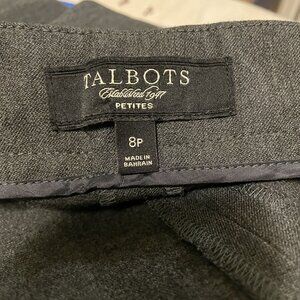 TALBOTS
Established 1947
PETITES
8P
MADE IN
BAHRAIN